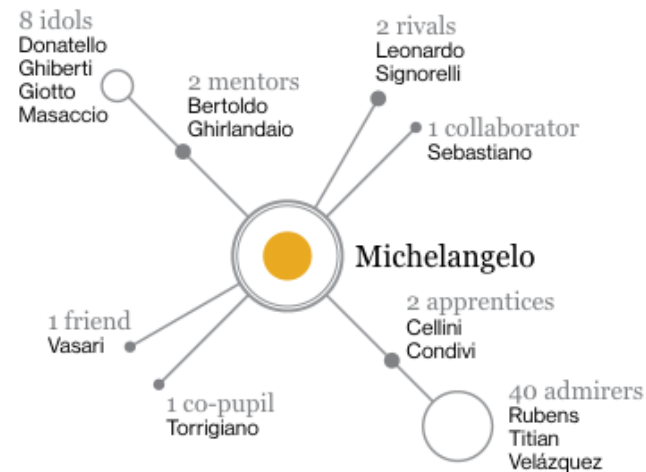 8 idols
Donatello
Ghiberti
Giotto
Masaccio
2 mentors
Bertoldo
Ghirlandaio
2 rivals
Leonardo
Signorelli
1 collaborator
Sebastiano
Michelangelo
1 friend
Vasari
1 co-pupil
Torrigiano
2 apprentices
Cellini
Condivi
40 admirers
Rubens
Titian
Velázquez